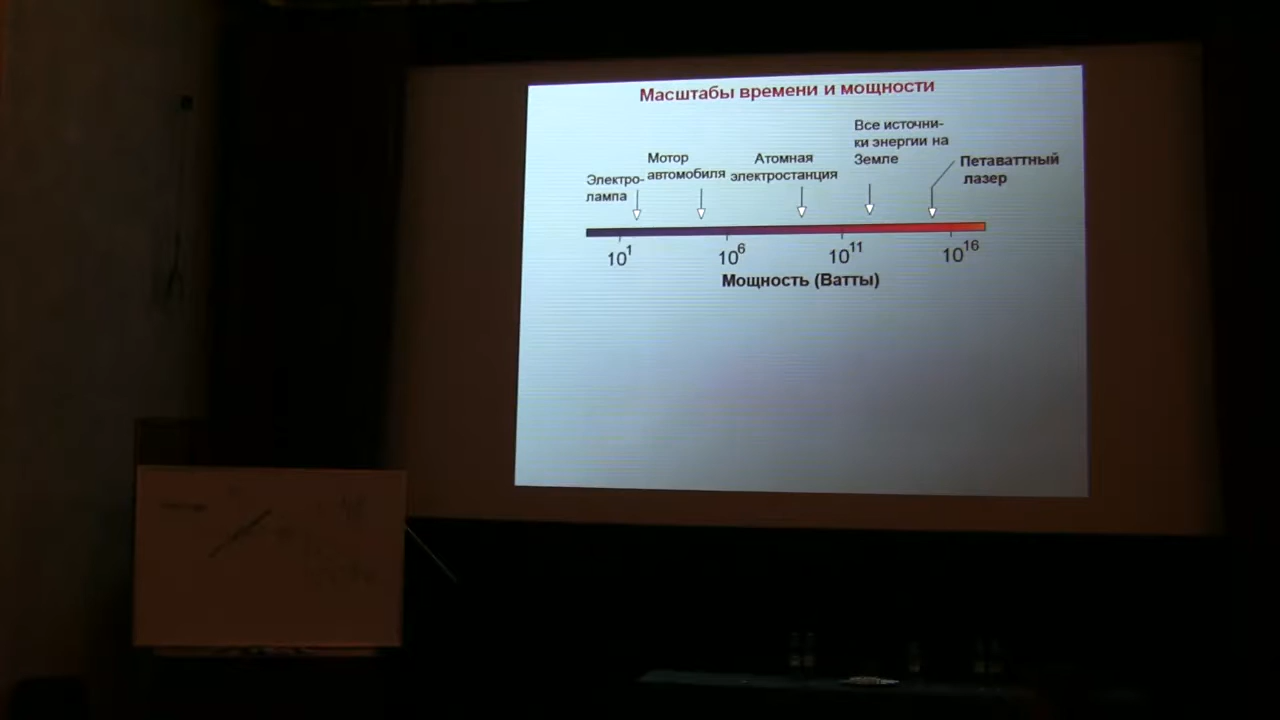 Масштабы времени и мощности
Электро-
лампа
Мотор
автомобиля
Атомная
электростанция
Все источни-
ки энергии на
Земле
Петаваттный
лазер
10^1
10^6
10^11
10^16
Мощность (Ватты)